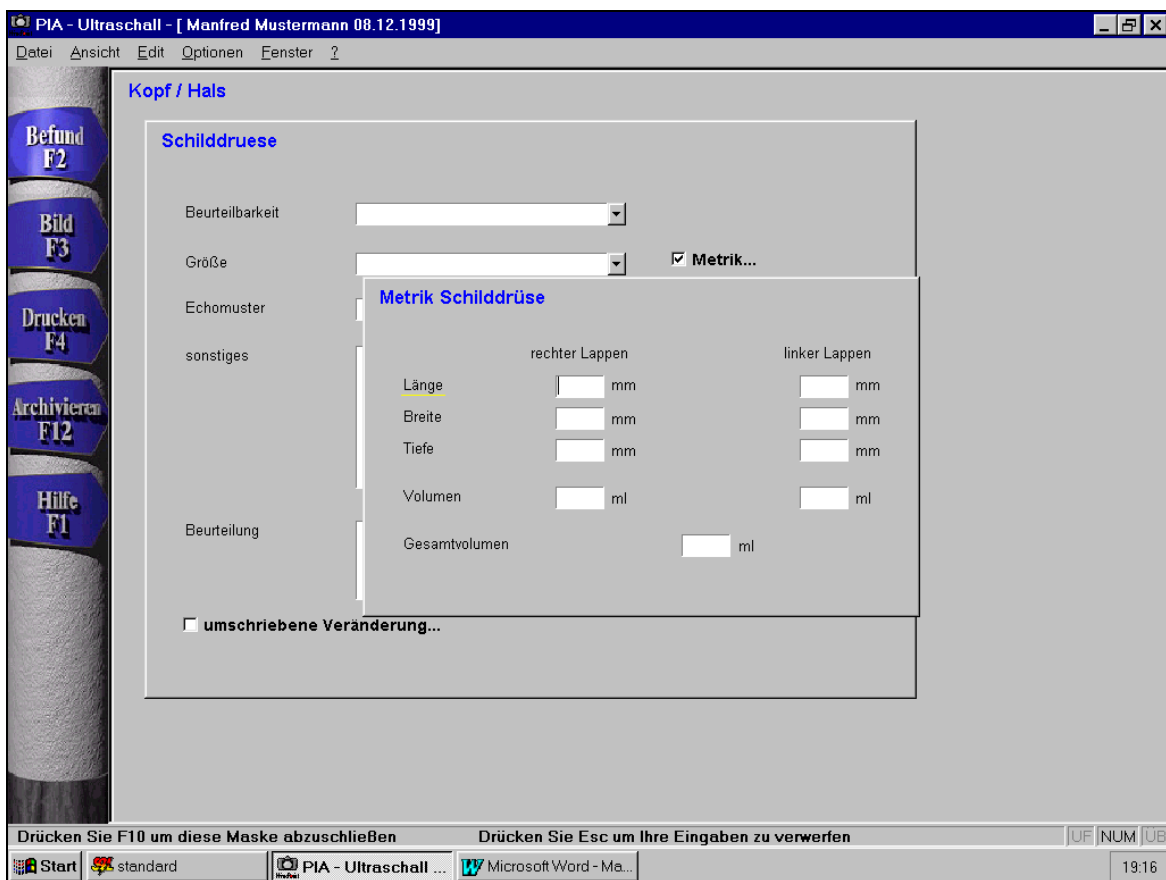 PIA - Ultraschall - [ Manfred Mustermann 08.12.1999]
Datei Ansicht Edit Optionen Fenster ?
Kopf / Hals
Befund
F2
Bild
F3
Drucken
F4
Archivieren
F12
Hilfe
F1
Schilddruese
Beurteilbarkeit
Größe
Metrik...
Echomuster
sonstiges
Beurteilung
umschriebene Veränderung...
Metrik Schilddrüse
rechter Lappen linker Lappen
Länge mm mm
Breite mm mm
Tiefe mm mm
Volumen ml ml
Gesamtvolumen ml
Drücken Sie F10 um diese Maske abzuschließen Drücken Sie Esc um Ihre Eingaben zu verwerfen UF NUM ÜB
Start standard PIA - Ultraschall ... Microsoft Word - Ma... 19:16